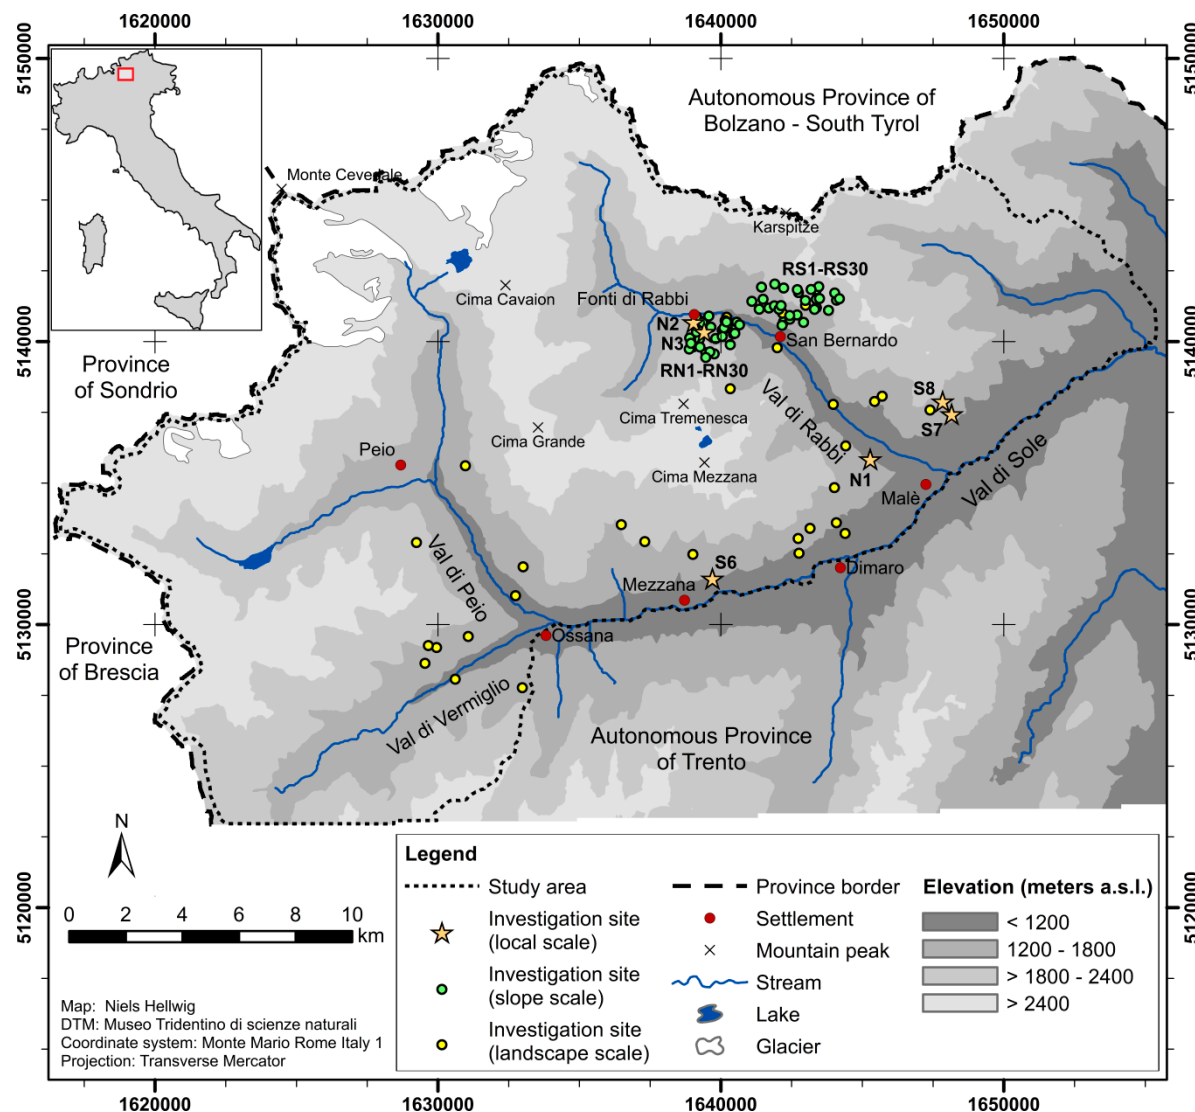 1620000
1630000
1640000
1650000
5150000
5150000
Autonomous Province of
Bolzano - South Tyrol
Monte Cevedale
Karspitze
RS1-RS30
Cima Cavaion
Fonti di Rabbi
N2
5140000
5140000
N3
San Bernardo
Province
of Sondrio
RN1-RN30
S8
Cima Tremenesca
S7
Cima Grande
Val di Rabbi
Val di Sole
Peio
Cima Mezzana
N1
Malè
Val di Peio
S6
Mezzana
Dimaro
5130000
5130000
Ossana
Province
of Brescia
Val di Vermiglio
Autonomous Province
of Trento
N
Legend
Study area
Province border
Elevation (meters a.s.l.)
0 2 4 6 8 10
km
Investigation site
(local scale)
Settlement
< 1200
5120000
5120000
Mountain peak
1200 - 1800
Investigation site
(slope scale)
Stream
> 1800 - 2400
Lake
> 2400
Investigation site
(landscape scale)
Glacier
Map: Niels Hellwig
DTM: Museo Tridentino di scienze naturali
Coordinate system: Monte Mario Rome Italy 1
Projection: Transverse Mercator
1620000
1630000
1640000
1650000